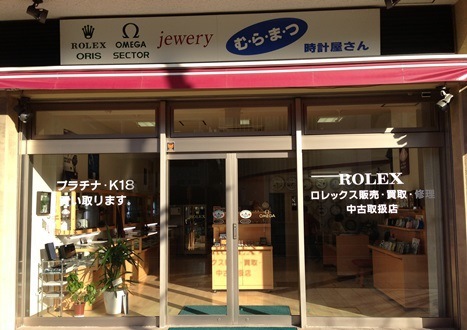 ROLEX
ORIS
OMEGA
SECTOR
jewery
む・ら・ま・つ
時計屋さん
プラチナ・K18
買い取ります。
ROLEX
ロレックス販売・買取・修理
中古取扱店
OMEGA